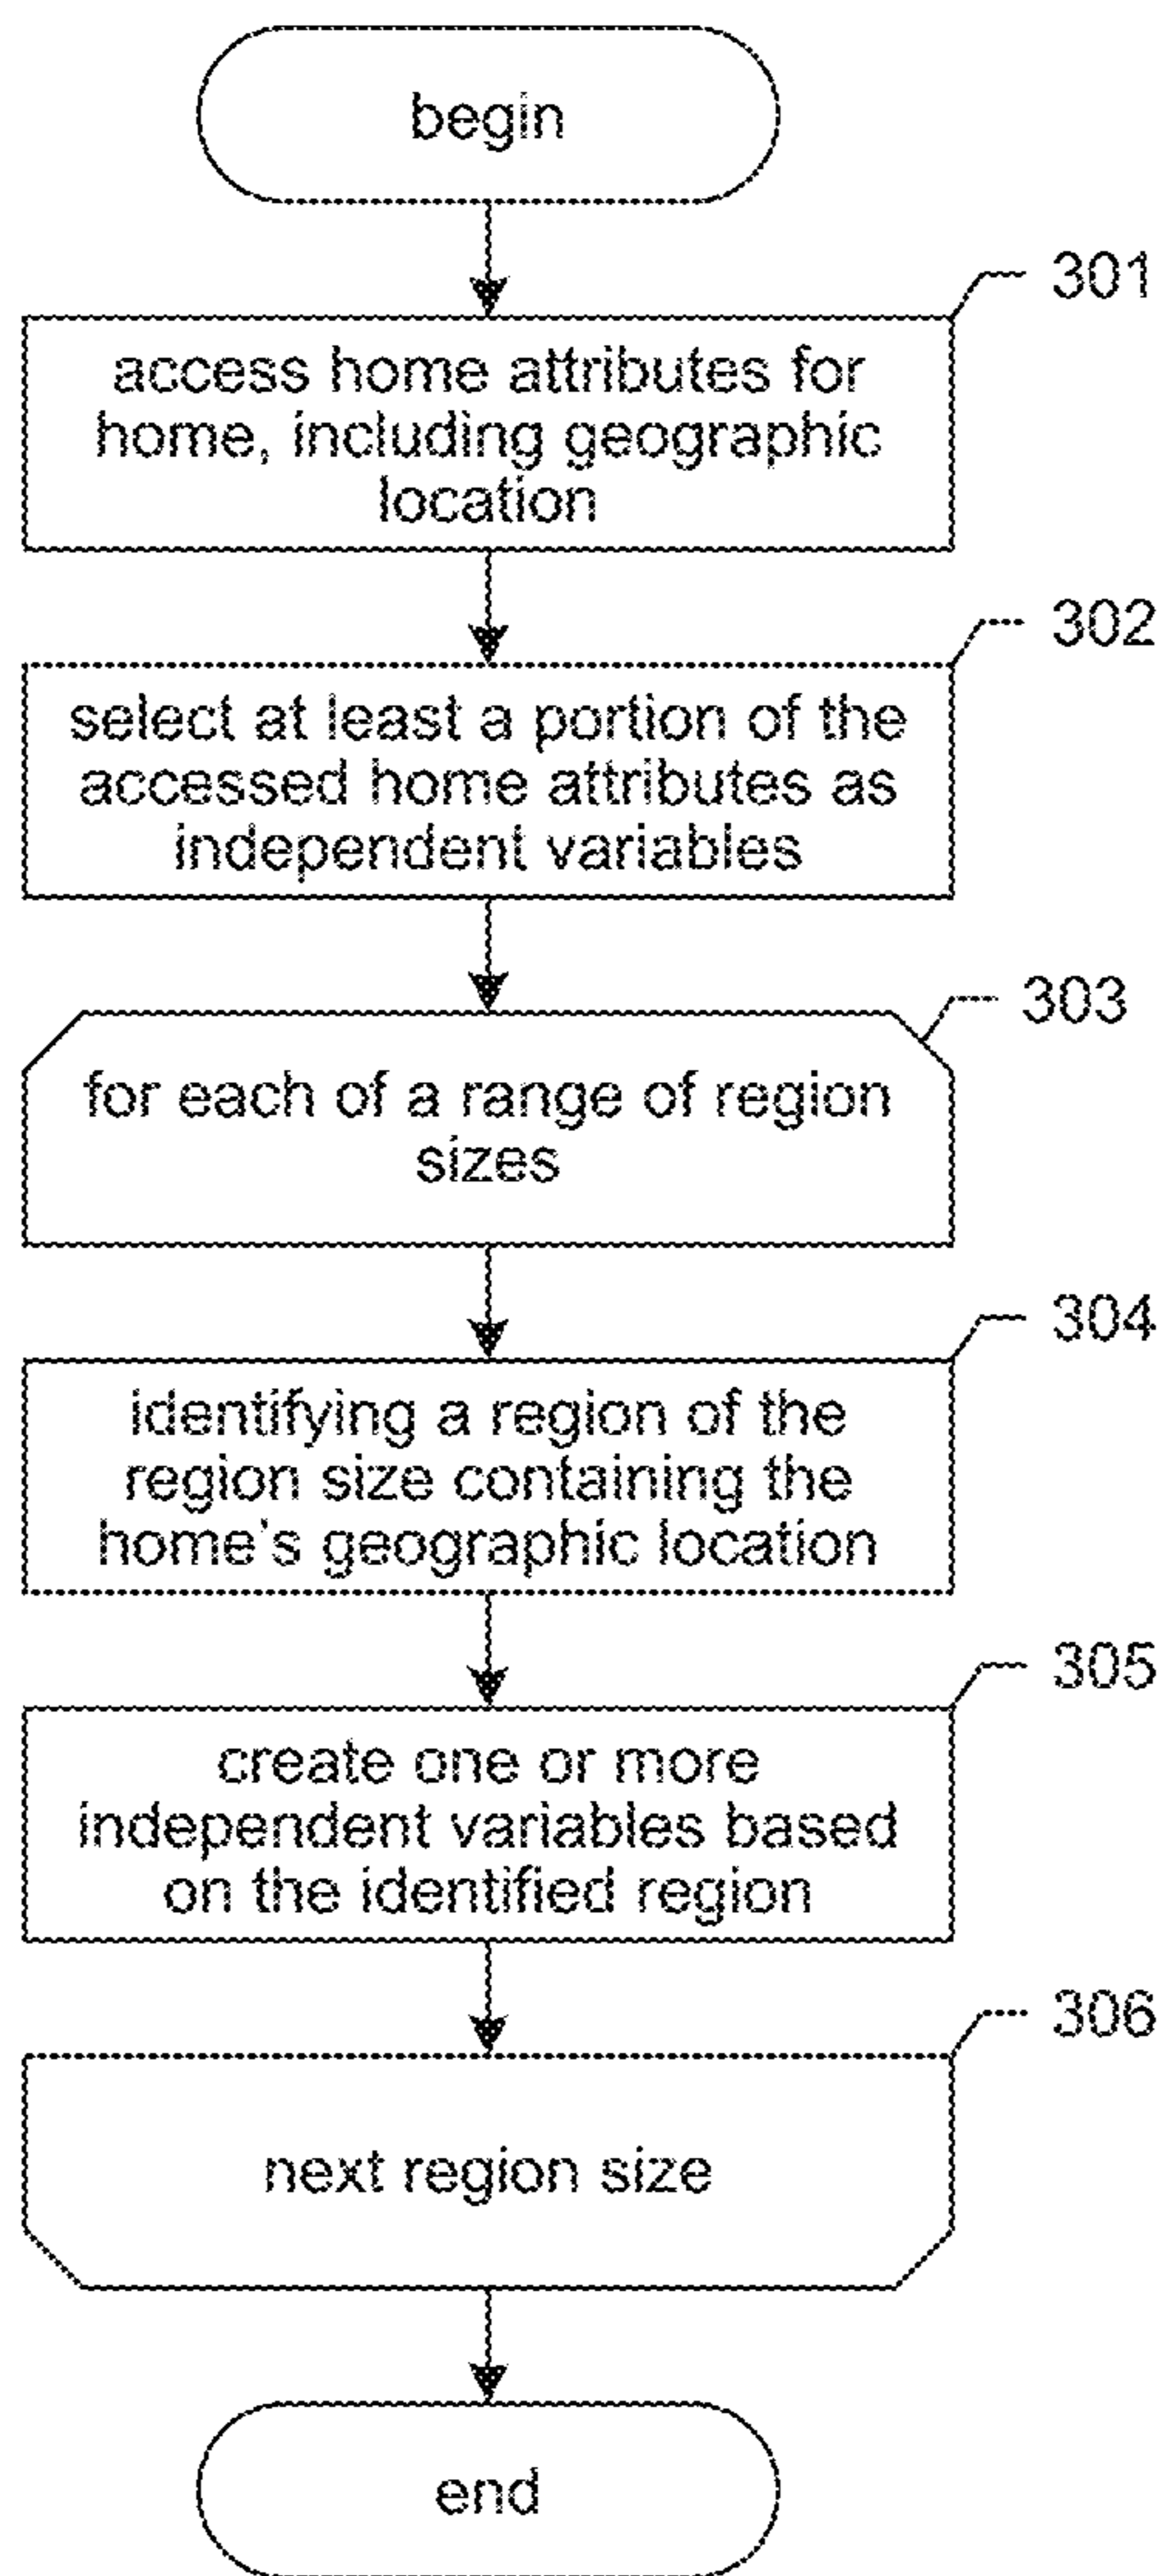 begin
301
access home attributes for
home, including geographic
location
302
select at least a portion of the
accessed home attributes as
independent variables
303
for each of a range of region
sizes
304
identifying a region of the
region size containing the
home's geographic location
305
create one or more
independent variables based
on the identified region
306
next region size
end